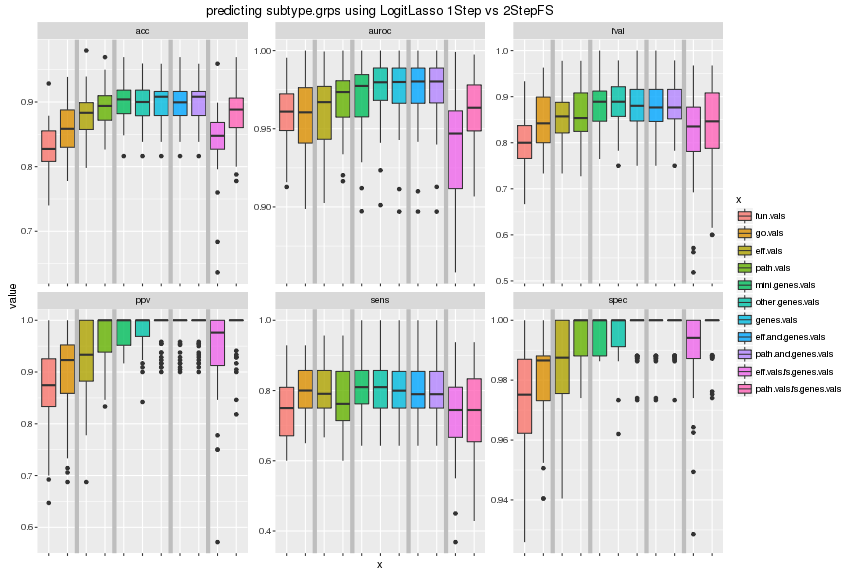 predicting subtype.grps using LogitLasso 1Step vs 2StepFS
acc
auroc
fval
0.9
0.8
0.7
1.00
0.95
0.90
1.0
0.9
0.8
0.7
0.6
0.5
value
ppv
sens
spec
1.0
0.9
0.8
0.7
0.6
1.0
0.8
0.6
0.4
1.00
0.98
0.96
0.94
x
x
fun.vals
go.vals
eff.vals
path.vals
mini.genes.vals
other.genes.vals
genes.vals
eff.and.genes.vals
path.and.genes.vals
eff.vals.fs.genes.vals
path.vals.fs.genes.vals